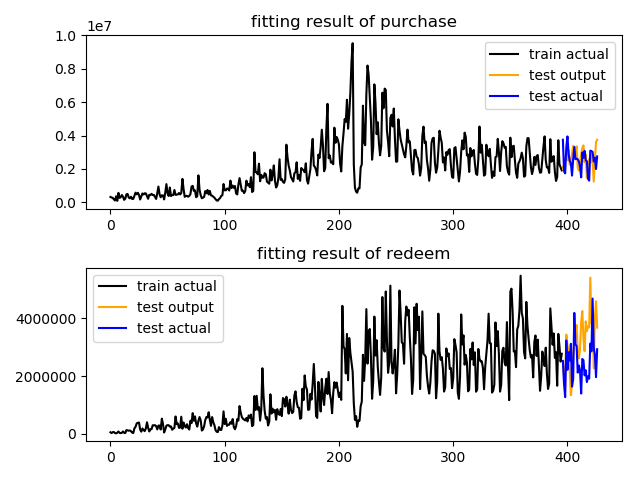 fitting result of purchase
1e7
1.0
0.8
0.6
0.4
0.2
0.0
train actual
test output
test actual
0 100 200 300 400
fitting result of redeem
4000000
2000000
0
train actual
test output
test actual
0 100 200 300 400